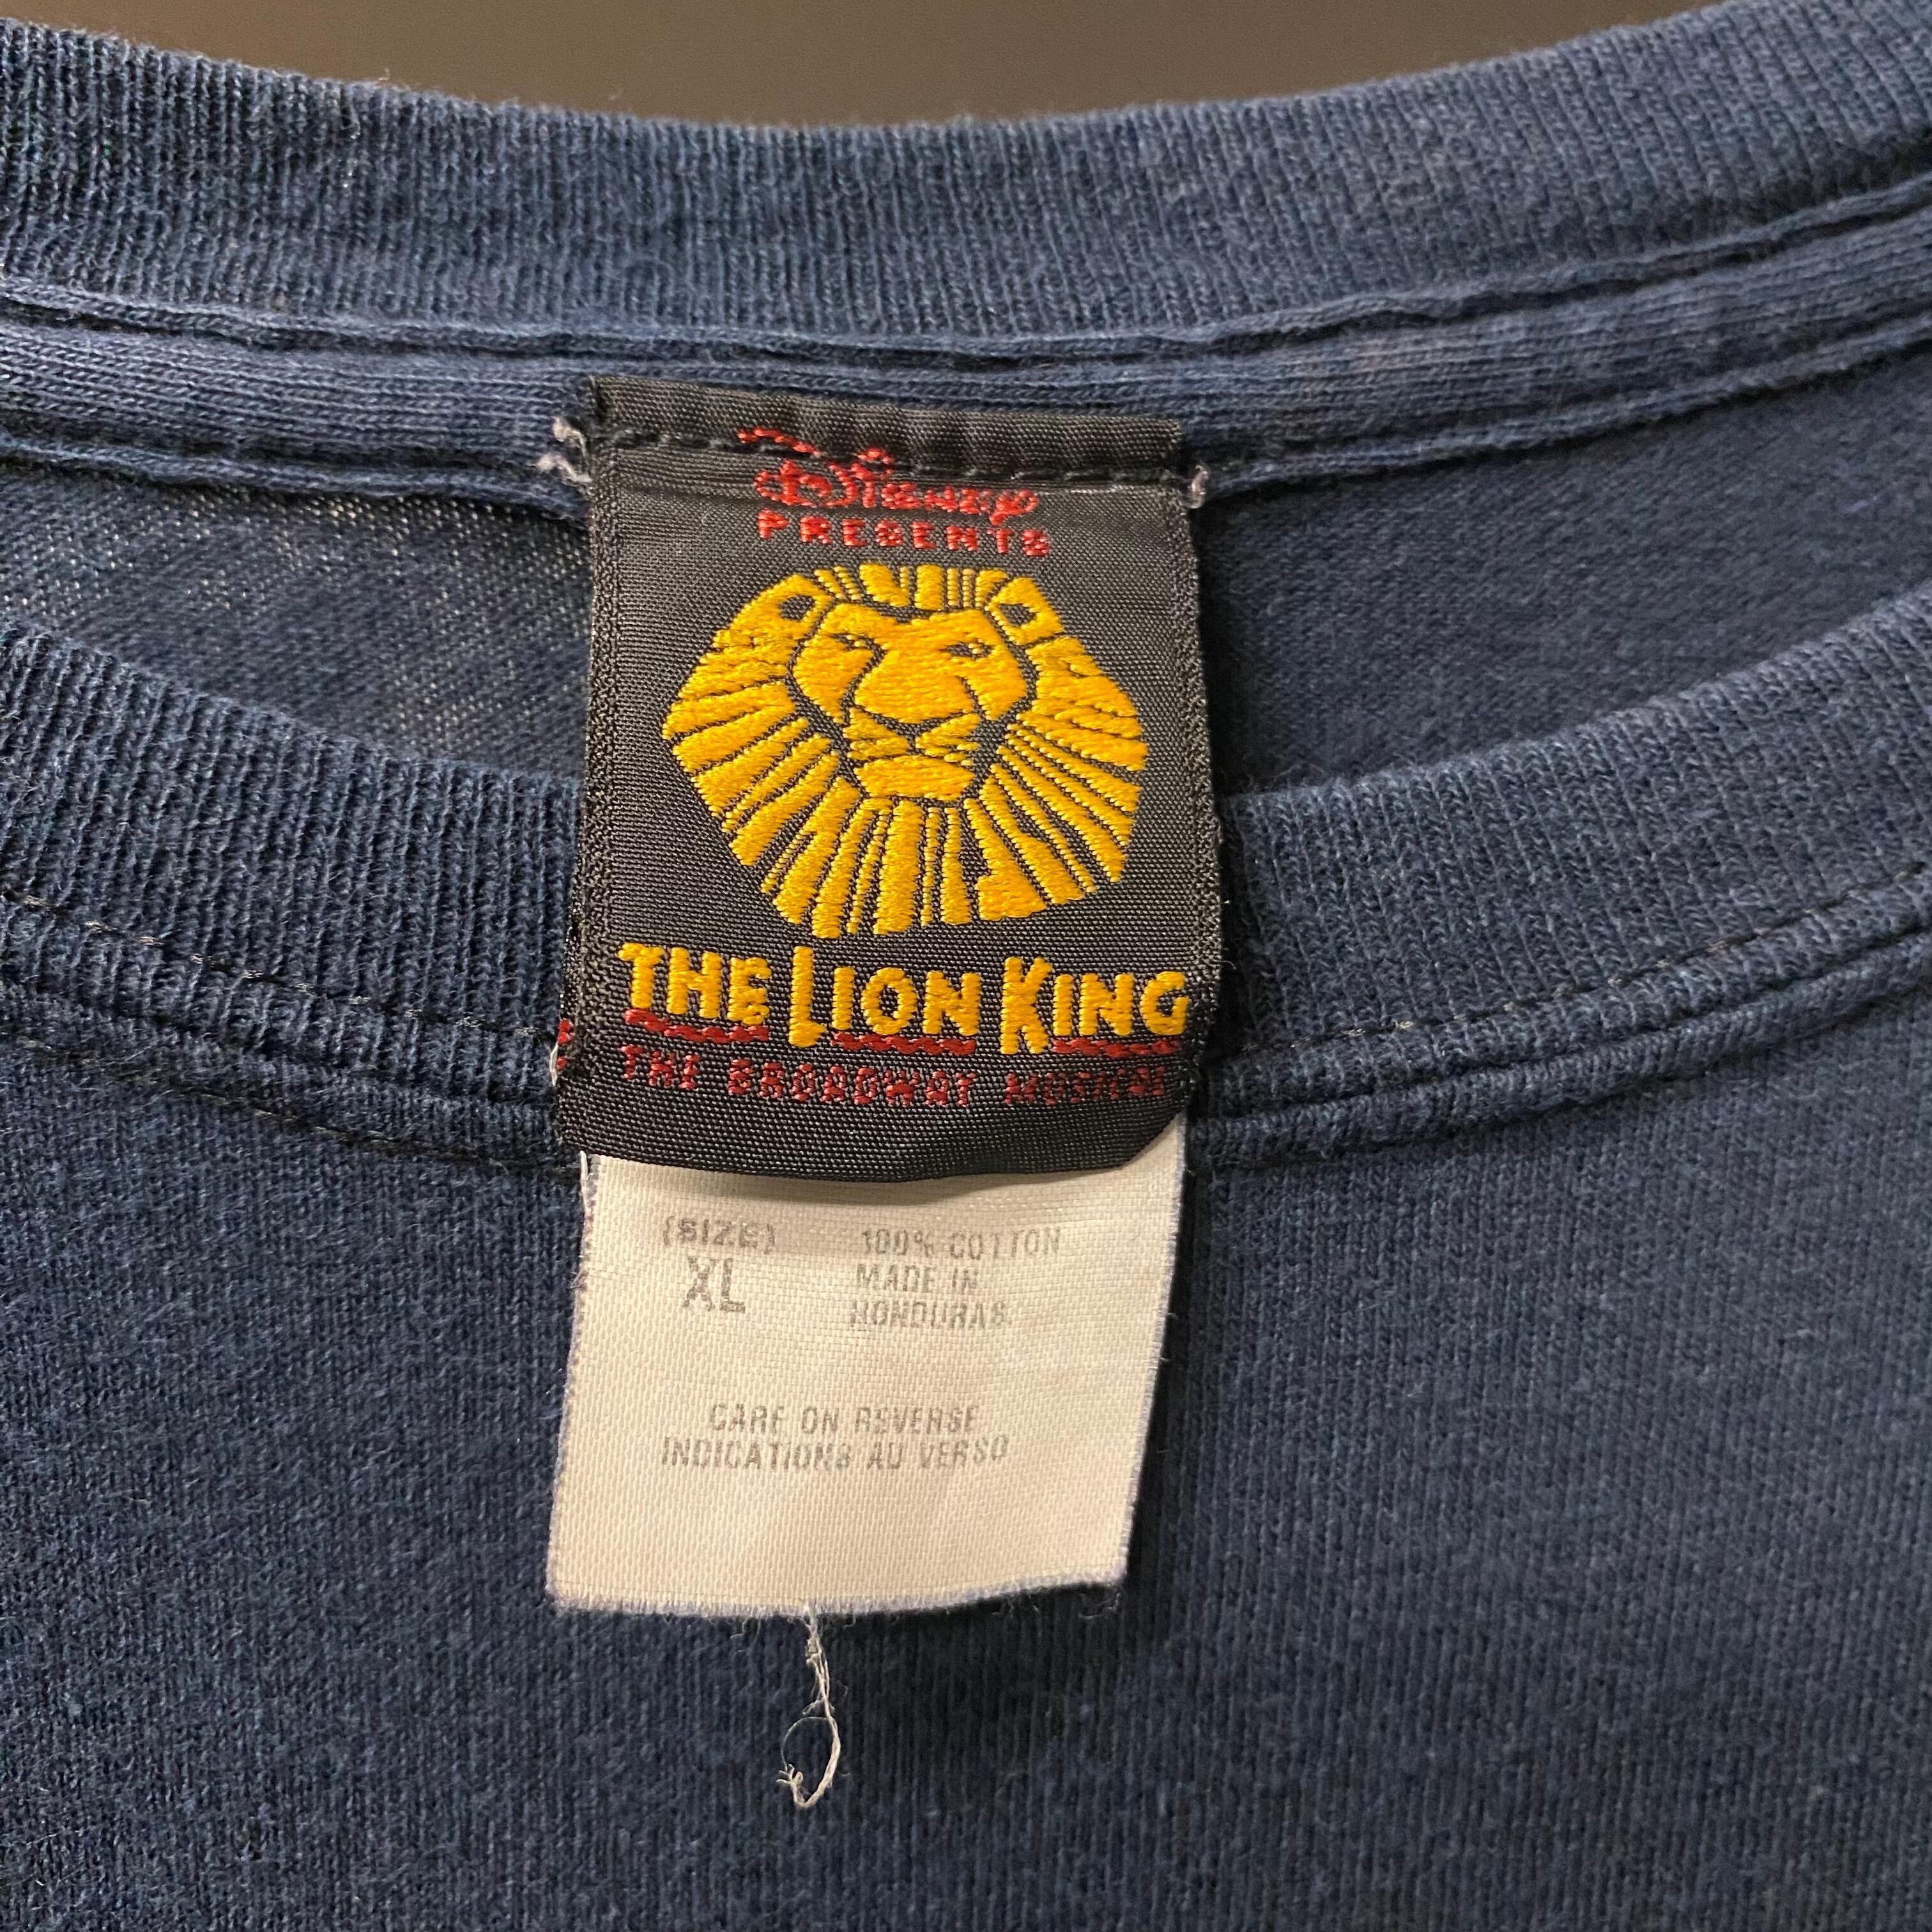 Disney
PRESENTS
THE LION KING
THE BROADWAY MUSICAL
(SIZE)
XL
100% COTTON
MADE IN
HONDURAS
CARE ON REVERSE
INDICATIONS AU VERSO